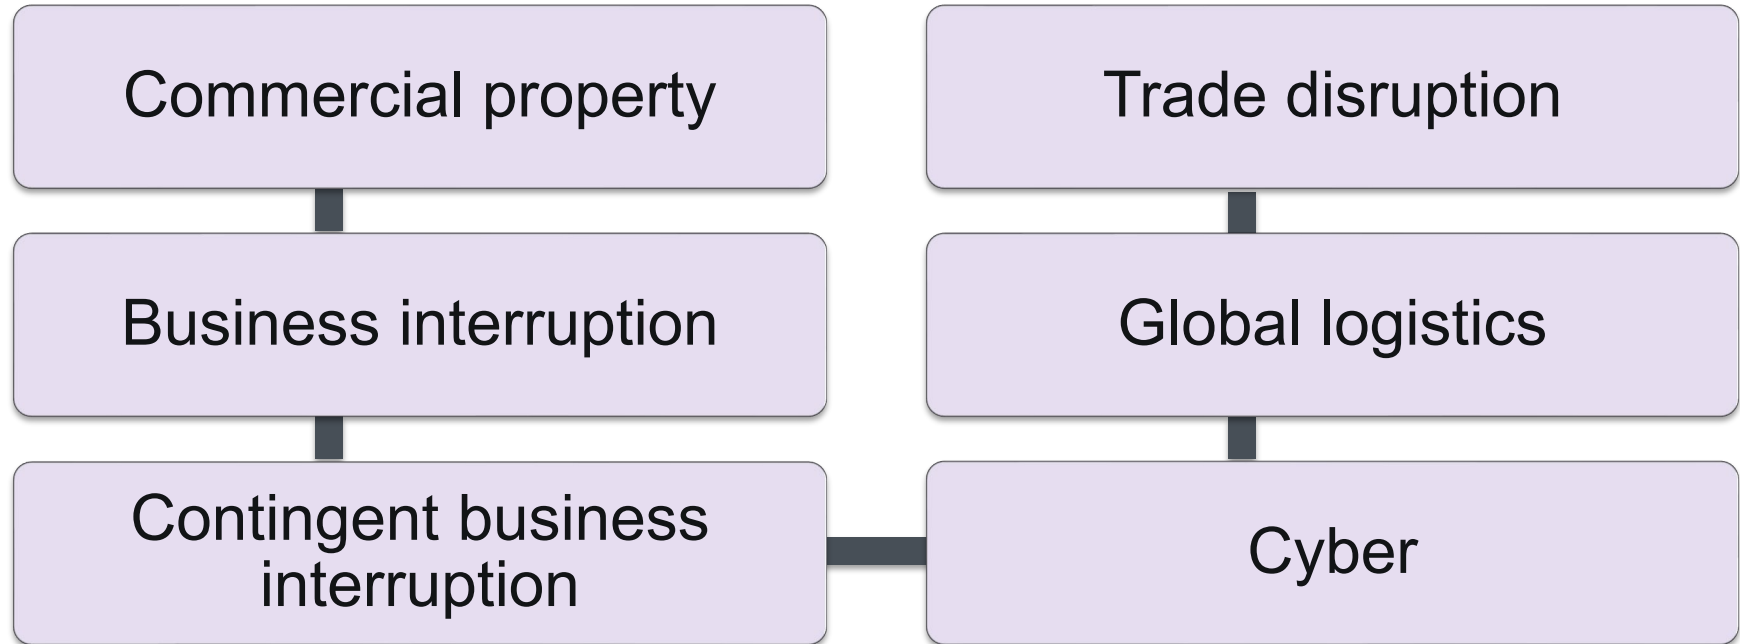 Commercial property
Business interruption
Contingent business
interruption
Cyber
Global logistics
Trade disruption